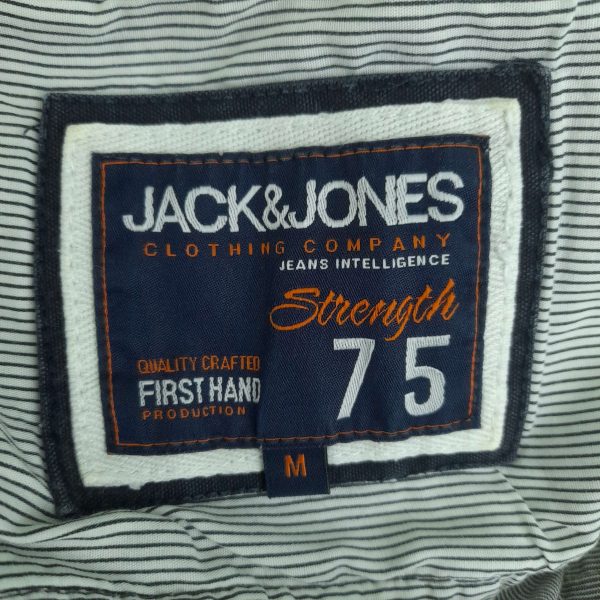 JACK&JONES
CLOTHING COMPANY
JEANS INTELLIGENCE
Strength
75
QUALITY CRAFTED
FIRST HAND
PRODUCTION
M